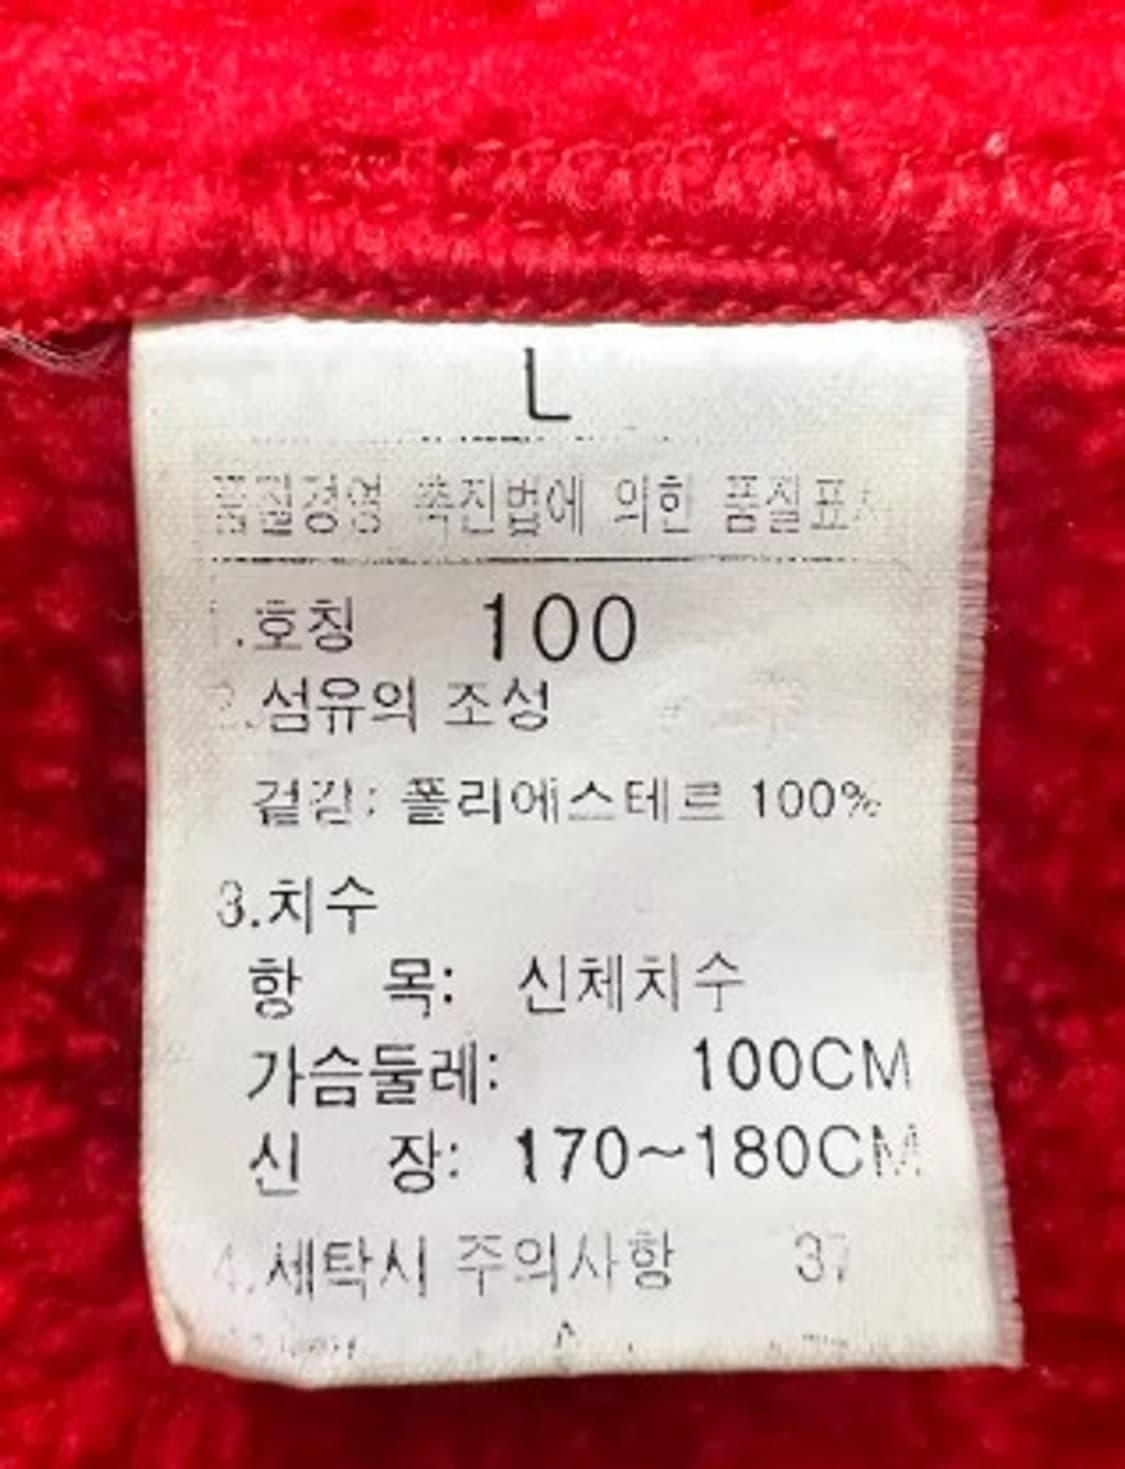 L
품질경영 촉진법에 의한 품질표시
1.호칭 100
2.섬유의 조성
겉감: 폴리에스테르 100%
3.치수
항 목: 신체치수
가슴둘레: 100CM
신 장: 170~180CM
4.세탁시 주의사항 37